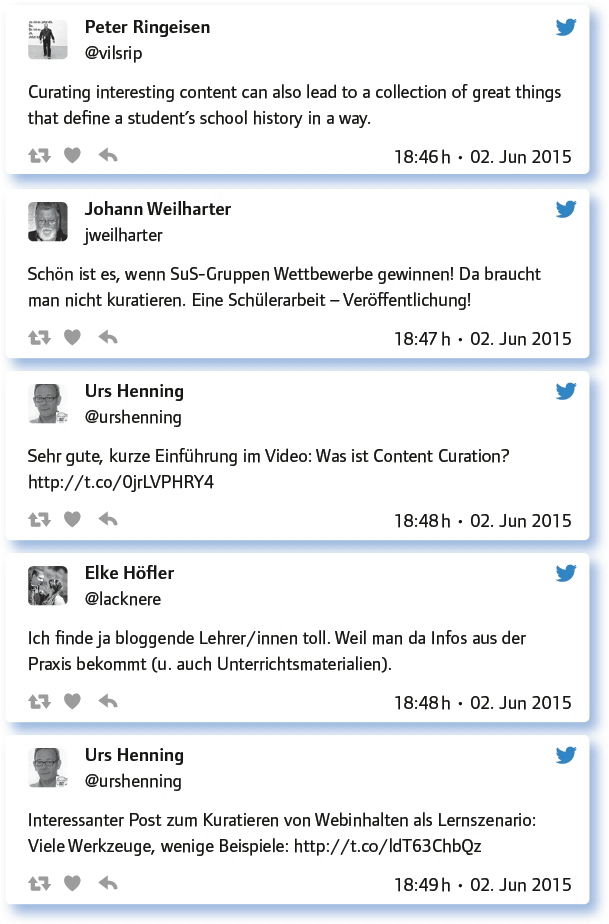 Peter Ringeisen
@vilsrip
Curating interesting content can also lead to a collection of great things
that define a student´s school history in a way.
18:46 h • 02. Jun 2015
Johann Weilharter
jweilharter
Schön ist es, wenn SuS-Gruppen Wettbewerbe gewinnen! Da braucht
man nicht kuratieren. Eine Schülerarbeit – Veröffentlichung!
18:47 h • 02. Jun 2015
Urs Henning
@urshenning
Sehr gute, kurze Einführung im Video: Was ist Content Curation?
http://t.co/0jrLVPHRY4
18:48 h • 02. Jun 2015
Elke Höfler
@lacknere
Ich finde ja bloggende Lehrer/innen toll. Weil man da Infos aus der
Praxis bekommt (u. auch Unterrichtsmaterialien).
18:48 h • 02. Jun 2015
Urs Henning
@urshenning
Interessanter Post zum Kuratieren von Webinhalten als Lernszenario:
Viele Werkzeuge, wenige Beispiele: http://t.co/ldT63ChbQz
18:49 h • 02. Jun 2015